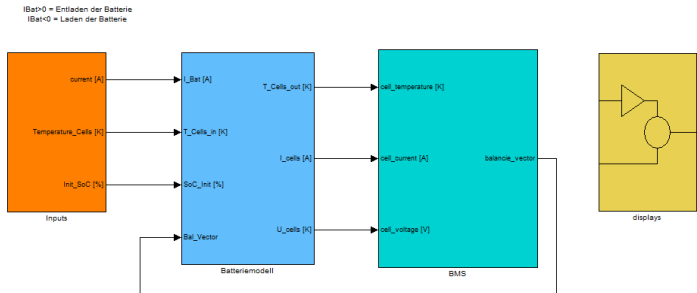 IBat>0 = Entladen der Batterie
IBat<0 = Laden der Batterie
current [A]
Temperature_Cells [K]
Init_SoC [%]
Inputs
I_Bat [A]
T_Cells_in [K]
SoC_Init [%]
Bal_Vector
T_Cells_out [K]
I_cells [A]
U_cells [K]
Batteriemodell
cell_temperature [K]
cell_current [A]
cell_voltage [V]
balancie_vector
BMS
displays